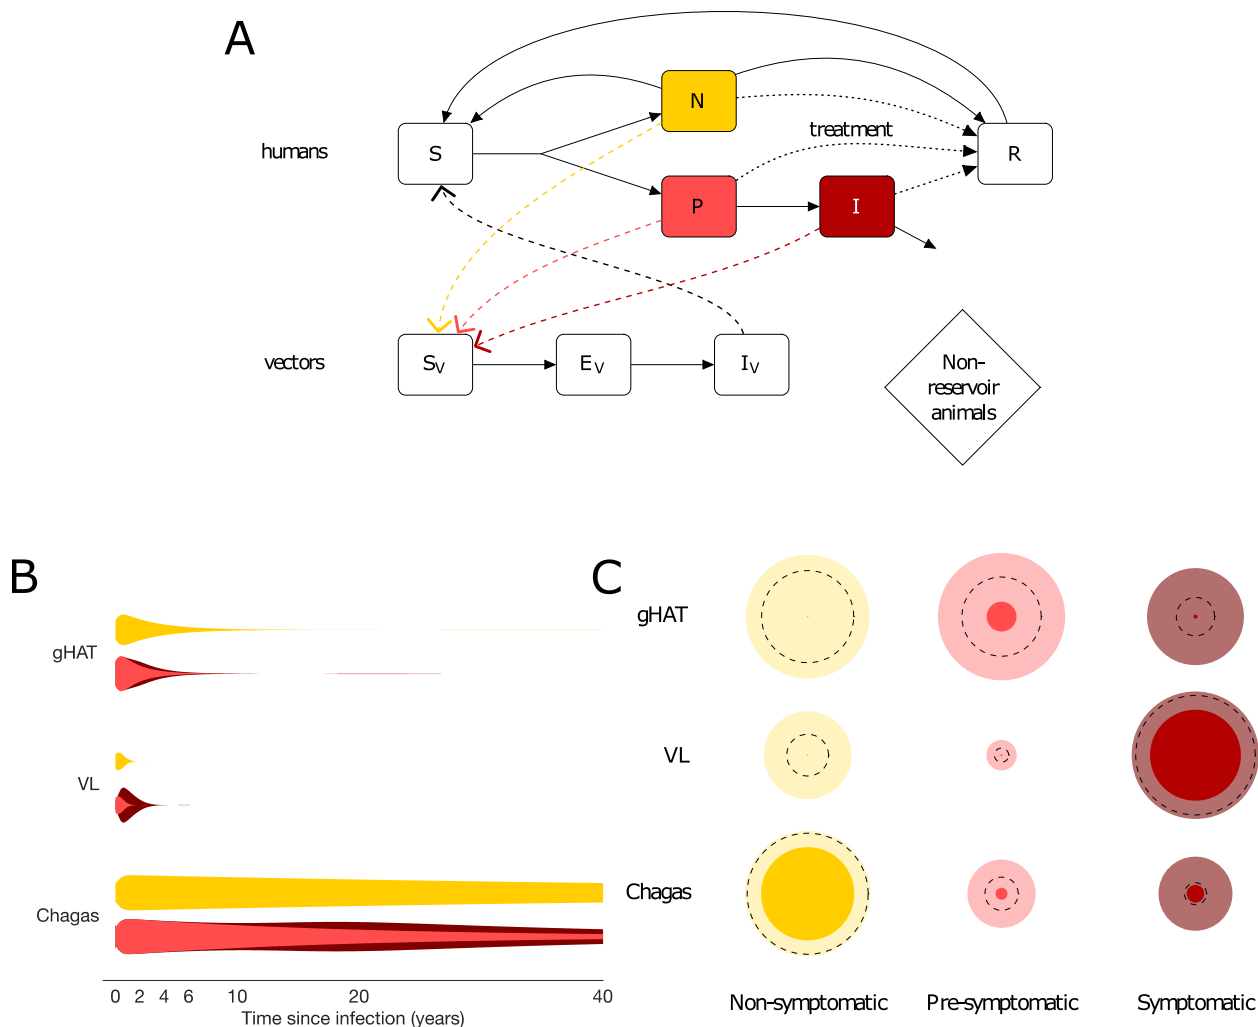 A
humans
S
N
treatment
R
P
I
vectors
SV
EV
IV
Non-
reservoir
animals
B
gHAT
VL
Chagas
0 2 4 6 10 20 40
Time since infection (years)
C
gHAT
VL
Chagas
Non-symptomatic Pre-symptomatic Symptomatic